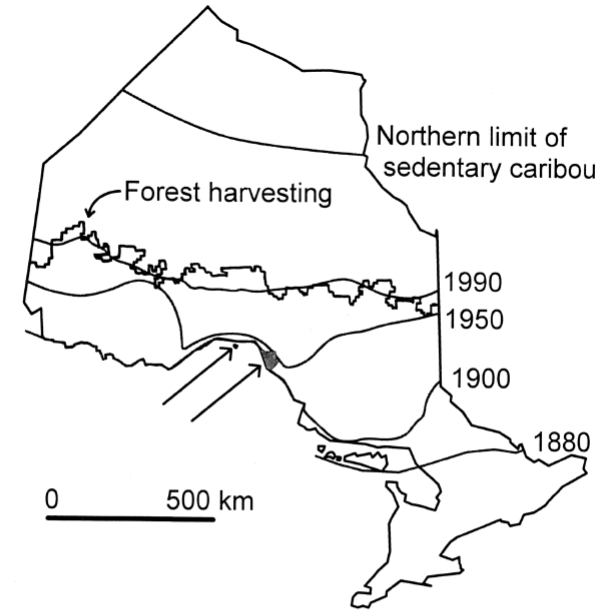 Northern limit of
sedentary caribou
Forest harvesting
1990
1950
1900
1880
0 500 km